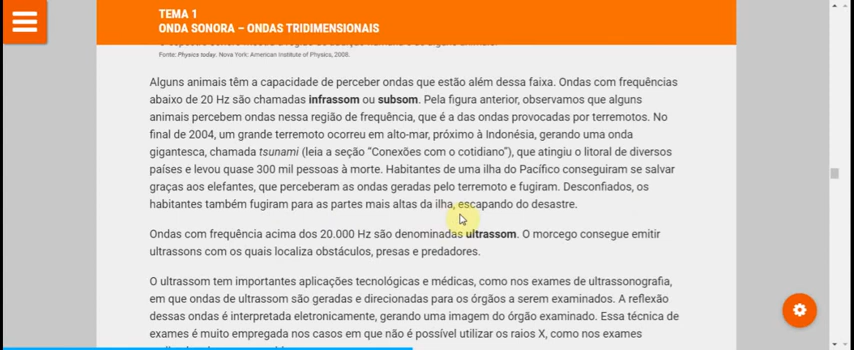 TEMA 1
ONDA SONORA – ONDAS TRIDIMENSIONAIS
Fonte: Physics today. Nova York: American Institute of Physics, 2008.
Alguns animais têm a capacidade de perceber ondas que estão além dessa faixa. Ondas com frequências
abaixo de 20 Hz são chamadas infrassom ou subsom. Pela figura anterior, observamos que alguns
animais percebem ondas nessa região de frequência, que é a das ondas provocadas por terremotos. No
final de 2004, um grande terremoto ocorreu em alto-mar, próximo à Indonésia, gerando uma onda
gigantesca, chamada tsunami (leia a seção “Conexões com o cotidiano”), que atingiu o litoral de diversos
países e levou quase 300 mil pessoas à morte. Habitantes de uma ilha do Pacífico conseguiram se salvar
graças aos elefantes, que perceberam as ondas geradas pelo terremoto e fugiram. Desconfiados, os
habitantes também fugiram para as partes mais altas da ilha, escapando do desastre.
Ondas com frequência acima dos 20.000 Hz são denominadas ultrassom. O morcego consegue emitir
ultrassons com os quais localiza obstáculos, presas e predadores.
O ultrassom tem importantes aplicações tecnológicas e médicas, como nos exames de ultrassonografia,
em que ondas de ultrassom são geradas e direcionadas para os órgãos a serem examinados. A reflexão
dessas ondas é interpretada eletronicamente, gerando uma imagem do órgão examinado. Essa técnica de
exames é muito empregada nos casos em que não é possível utilizar os raios X, como nos exames